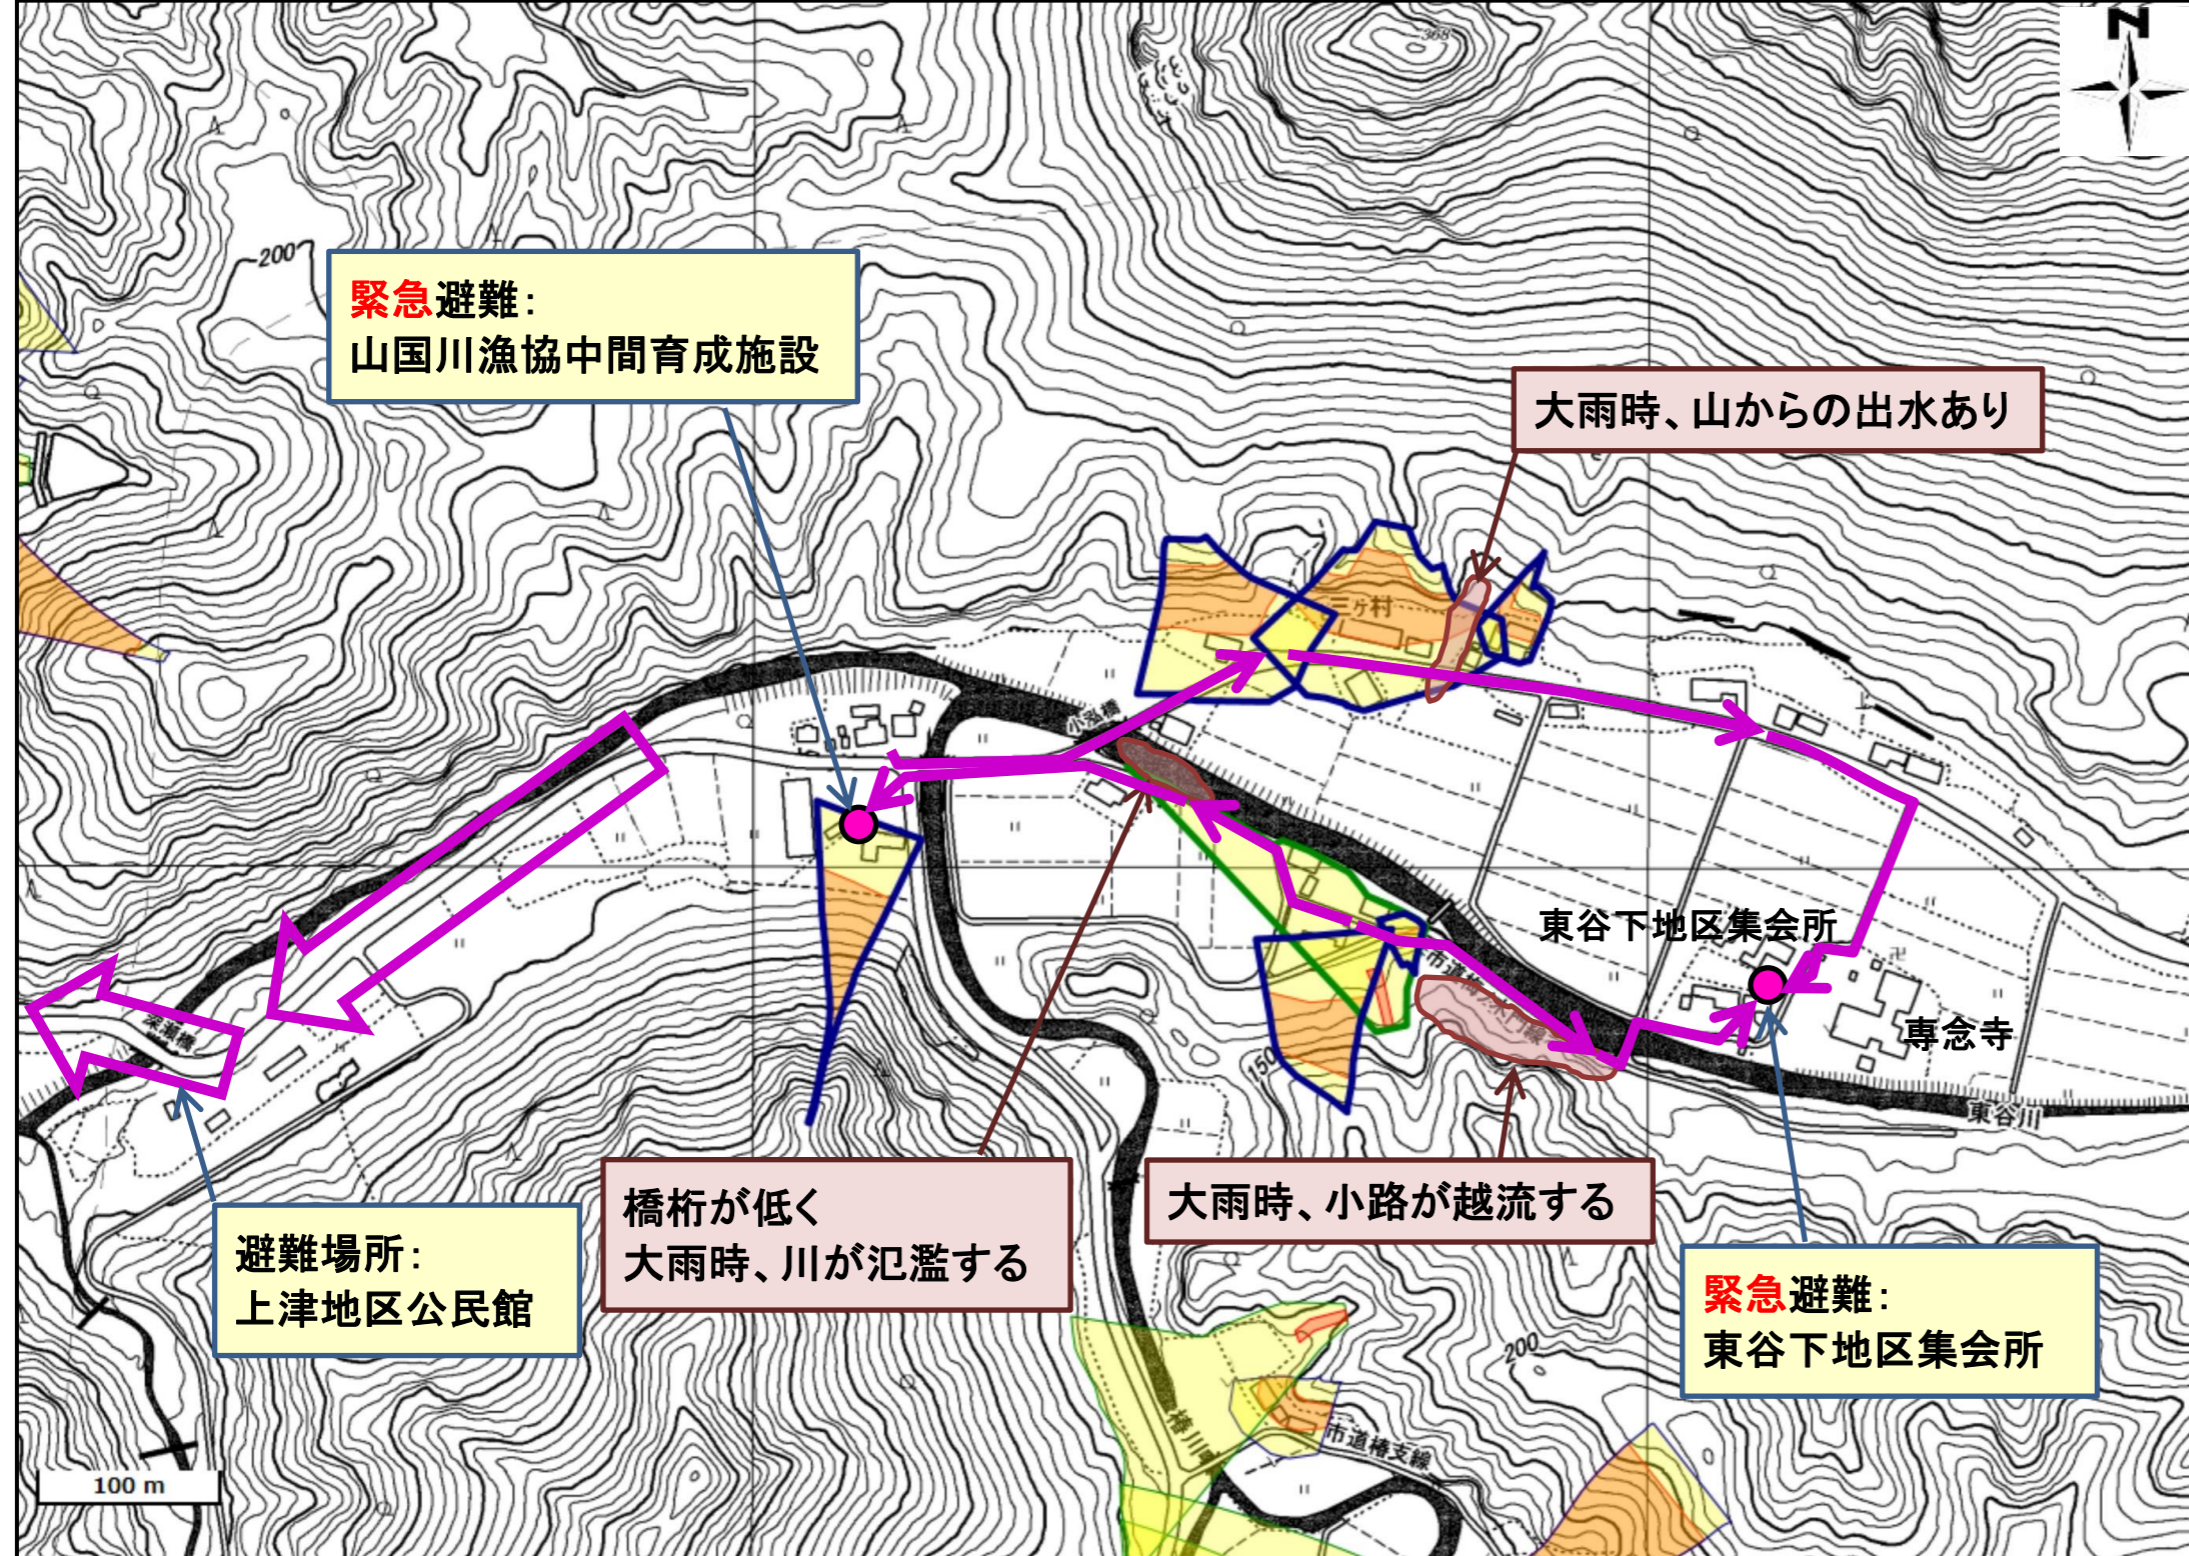 N
368
200
緊急避難：
山国川漁協中間育成施設
大雨時、山からの出水あり
三ヶ村
小泓橋
東谷下地区集会所
専念寺
東谷川
深瀬橋
150
避難場所：
上津地区公民館
橋桁が低く
大雨時、川が氾濫する
大雨時、小路が越流する
緊急避難：
東谷下地区集会所
200
市道椿支線
100 m